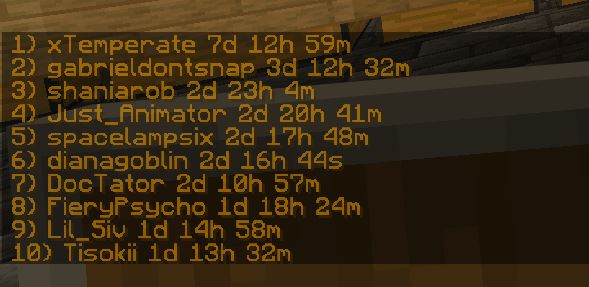 1) xTemperate 7d 12h 59m
2) gabrieldontsnap 3d 12h 32m
3) shaniarob 2d 23h 4m
4) Just_Animator 2d 20h 41m
5) spacelampsix 2d 17h 48m
6) dianagoblin 2d 16h 44s
7) DocTator 2d 10h 57m
8) FieryPsycho 1d 18h 24m
9) Lil_Siv 1d 14h 58m
10) Tisokii 1d 13h 32m